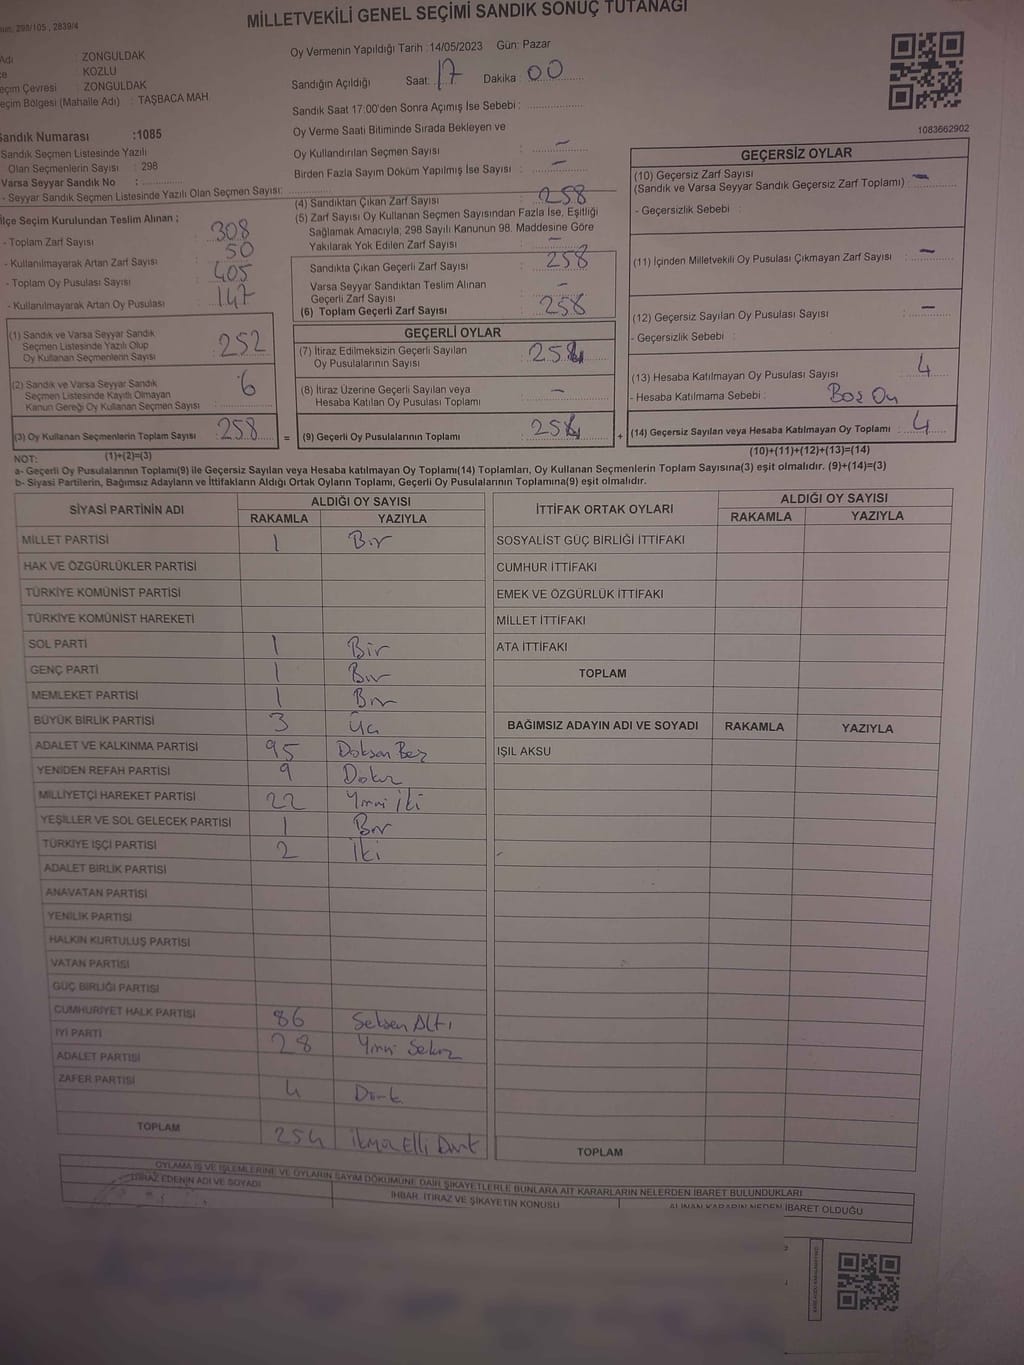 MİLLETVEKİLİ GENEL SEÇİMİ SANDIK SONUÇ TUTANAĞI
298/105 , 2839/4
Adı : ZONGULDAK
KOZLU
eçim Çevresi : ZONGULDAK
eçim Bölgesi (Mahalle Adı) : TAŞBACA MAH.
Sandık Numarası :1085
Sandık Seçmen Listesinde Yazılı
Olan Seçmenlerin Sayısı : 298
Varsa Seyyar Sandık No :
- Seyyar Sandık Listesinde Yazılı Olan Seçmen Sayısı:
Oy Vermenin Yapıldığı Tarih :14/05/2023 Gün: Pazar
Sandığın Açıldığı Saat: 17 Dakika : 00
Sandık Saat 17:00'den Sonra Açımış İse Sebebi :
Oy Verme Saati Bitiminde Sırada Bekleyen ve
Oy Kullandırılan Seçmen Sayısı : –
Birden Fazla Sayım Döküm Yapılmış İse Sayısı : –
1083662902
İlçe Seçim Kurulundan Teslim Alınan ;
- Toplam Zarf Sayısı : 308
- Kullanılmayarak Artan Zarf Sayısı : 50
- Toplam Oy Pusulası Sayısı : 405
- Kullanılmayarak Artan Oy Pusulası : 147
(1) Sandık ve Varsa Seyyar Sandık
Seçmen Listesinde Yazılı Olup
Oy Kullanan Seçmenlerin Sayısı : 252
(2) Sandık ve Varsa Seyyar Sandık
Seçmen Listesinde Kayıtlı Olmayan
Kanun Gereği Oy Kullanan Seçmen Sayısı : 6
(3) Oy Kullanan Seçmenlerin Toplam Sayısı : 258
(4) Sandıktan Çıkan Zarf Sayısı : 258
(5) Zarf Sayısı Oy Kullanan Seçmen Sayısından Fazla İse, Eşitliği
Sağlamak Amacıyla; 298 Sayılı Kanunun 98. Maddesine Göre
Yakılarak Yok Edilen Zarf Sayısı : –
Sandıkta Çıkan Geçerli Zarf Sayısı : 258
Varsa Seyyar Sandıktan Teslim Alınan
Geçerli Zarf Sayısı : –
(6) Toplam Geçerli Zarf Sayısı : 258
GEÇERLİ OYLAR
(7) İtiraz Edilmeksizin Geçerli Sayılan
Oy Pusulalarının Sayısı : 254
(8) İtiraz Üzerine Geçerli Sayılan veya
Hesaba Katılan Oy Pusulası Toplamı : –
= (9) Geçerli Oy Pusulalarının Toplamı : 254
GEÇERSİZ OYLAR
(10) Geçersiz Zarf Sayısı
(Sandık ve Varsa Seyyar Sandık Geçersiz Zarf Toplamı) : –
- Geçersizlik Sebebi :
(11) İçinden Milletvekili Oy Pusulası Çıkmayan Zarf Sayısı : –
(12) Geçersiz Sayılan Oy Pusulası Sayısı : –
- Geçersizlik Sebebi :
(13) Hesaba Katılmayan Oy Pusulası Sayısı : 4
- Hesaba Katılmama Sebebi : Boş Oy
+ (14) Geçersiz Sayılan veya Hesaba Katılmayan Oy Toplamı : 4
NOT: (1)+(2)=(3) (10)+(11)+(12)+(13)=(14)
a- Geçerli Oy Pusulalarının Toplamı(9) ile Geçersiz Sayılan veya Hesaba katılmayan Oy Toplamı(14) Toplamları, Oy Kullanan Seçmenlerin Toplam Sayısına(3) eşit olmalıdır. (9)+(14)=(3)
b- Siyasi Partilerin, Bağımsız Adayların ve İttifakların Aldığı Ortak Oyların Toplamı, Geçerli Oy Pusulalarının Toplamına(9) eşit olmalıdır.
SİYASİ PARTİNİN ADI ALDIĞI OY SAYISI
RAKAMLA YAZIYLA
MİLLET PARTİSİ 1 Bir
HAK VE ÖZGÜRLÜKLER PARTİSİ
TÜRKİYE KOMÜNİST PARTİSİ
TÜRKİYE KOMÜNİST HAREKETİ
SOL PARTİ 1 Bir
GENÇ PARTİ 1 Bir
MEMLEKET PARTİSİ 1 Bir
BÜYÜK BİRLİK PARTİSİ 3 Üç
ADALET VE KALKINMA PARTİSİ 95 Doksan Beş
YENİDEN REFAH PARTİSİ 9 Dokuz
MİLLİYETÇİ HAREKET PARTİSİ 22 Yirmi İki
YEŞİLLER VE SOL GELECEK PARTİSİ 1 Bir
TÜRKİYE İŞÇİ PARTİSİ 2 İki
ADALET BİRLİK PARTİSİ
ANAVATAN PARTİSİ
YENİLİK PARTİSİ
HALKIN KURTULUŞ PARTİSİ
VATAN PARTİSİ
GÜÇ BİRLİĞİ PARTİSİ
CUMHURİYET HALK PARTİSİ 86 Seksen Altı
İYİ PARTİ 28 Yirmi Sekiz
ADALET PARTİSİ
ZAFER PARTİSİ 4 Dört
TOPLAM 254 İkiyüz Elli Dört
İTTİFAK ORTAK OYLARI ALDIĞI OY SAYISI
RAKAMLA YAZIYLA
SOSYALİST GÜÇ BİRLİĞİ İTTİFAKI
CUMHUR İTTİFAKI
EMEK VE ÖZGÜRLÜK İTTİFAKI
MİLLET İTTİFAKI
ATA İTTİFAKI
TOPLAM
BAĞIMSIZ ADAYIN ADI VE SOYADI RAKAMLA YAZIYLA
IŞIL AKSU
TOPLAM
OYLAMA İŞ VE İŞLEMLERİNE VE OYLARIN SAYIM DÖKÜMÜNE DAİR ŞİKAYETLERLE BUNLARA AİT KARARLARIN NELERDEN İBARET BULUNDUKLARI
İTİRAZ EDENİN ADI VE SOYADI İHBAR, İTİRAZ VE ŞİKAYETİN KONUSU ALINAN KARARIN NEDEN İBARET OLDUĞU